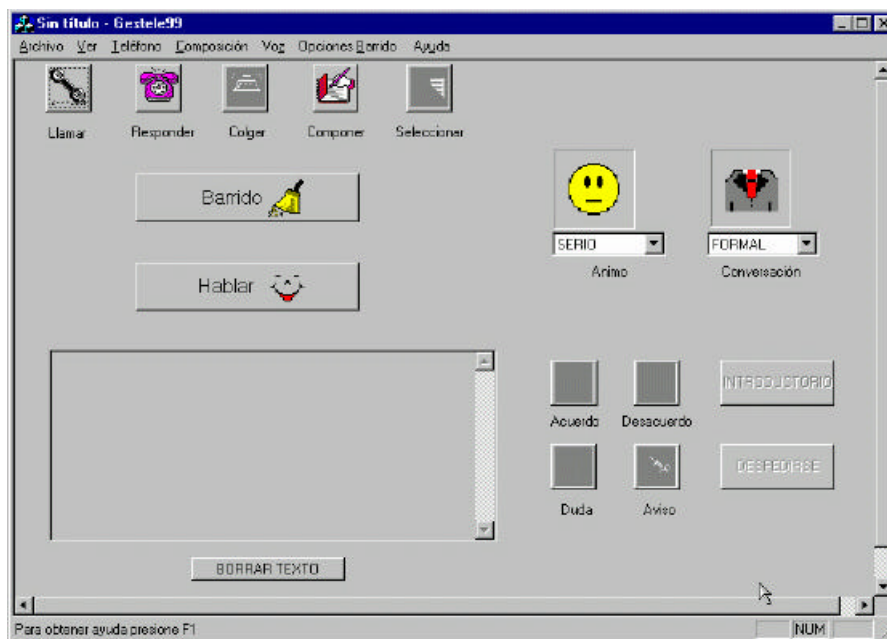 Sin título - Gestele99
Archivo Ver Teléfono Composición Voz Opciones Barrido Ayuda
Llamar Responder Colgar Componer Seleccionar
Barrido
SERIO FORMAL
Animo Conversación
Hablar
INTRODUCTORIO
Acuerdo Desacuerdo
DESPEDIRSE
Duda Aviso
BORRAR TEXTO
Para obtener ayuda presione F1 NUM